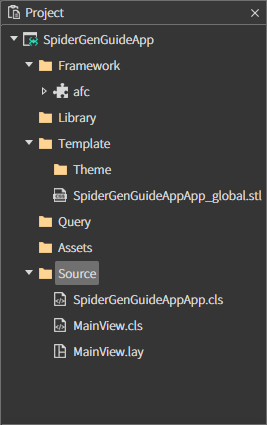 Project
SpiderGenGuideApp
Framework
afc
Library
Template
Theme
SpiderGenGuideAppApp_global.stl
Query
Assets
Source
SpiderGenGuideAppApp.cls
MainView.cls
MainView.lay